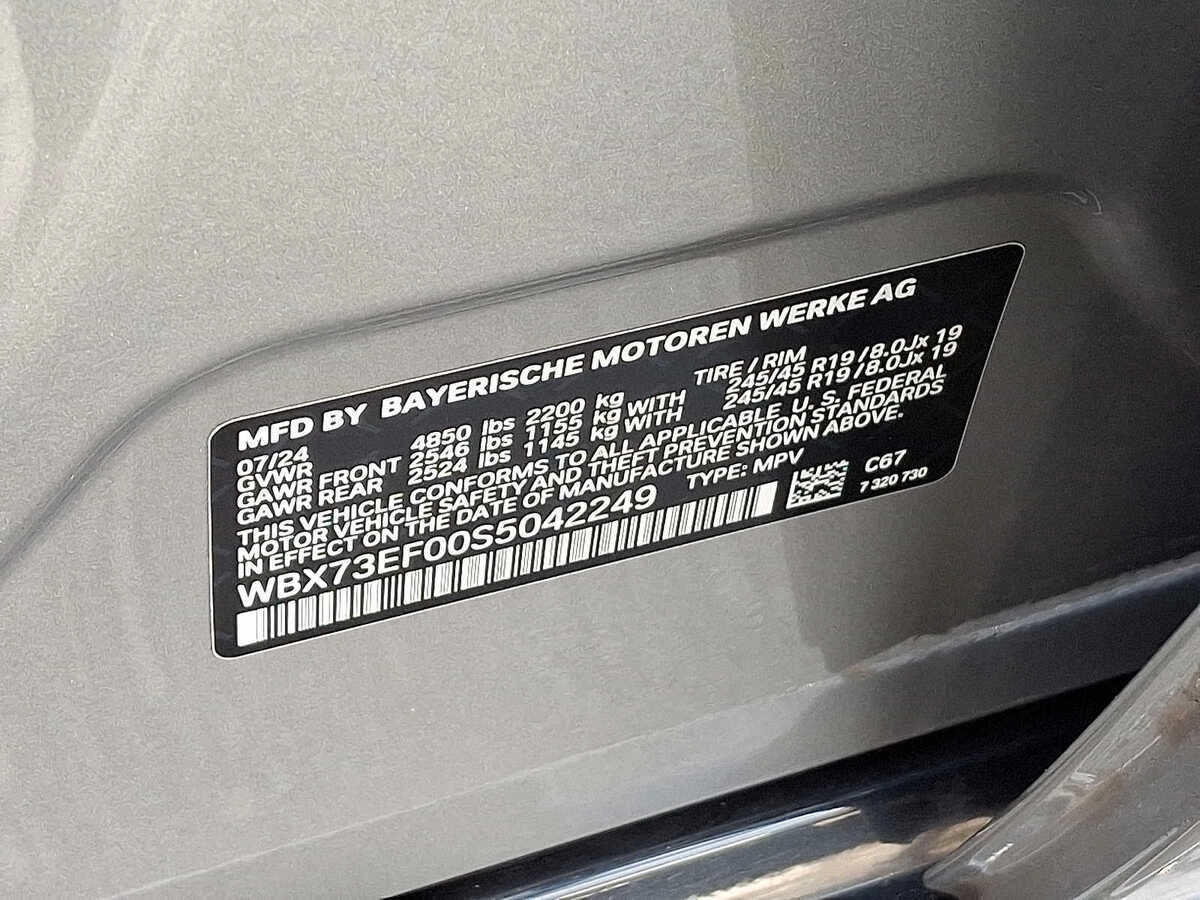 MFD BY BAYERISCHE MOTOREN WERKE AG
07/24 TIRE / RIM
GVWR 4850 lbs 2200 kg
GAWR FRONT 2546 lbs 1155 kg WITH 245/45 R19 / 8.0Jx 19
GAWR REAR 2524 lbs 1145 kg WITH 245/45 R19 / 8.0Jx 19
THIS VEHICLE CONFORMS TO ALL APPLICABLE U. S. FEDERAL
MOTOR VEHICLE SAFETY AND THEFT PREVENTION STANDARDS
IN EFFECT ON THE DATE OF MANUFACTURE SHOWN ABOVE.
WBX73EF00S5042249 TYPE: MPV C67
7 320 730